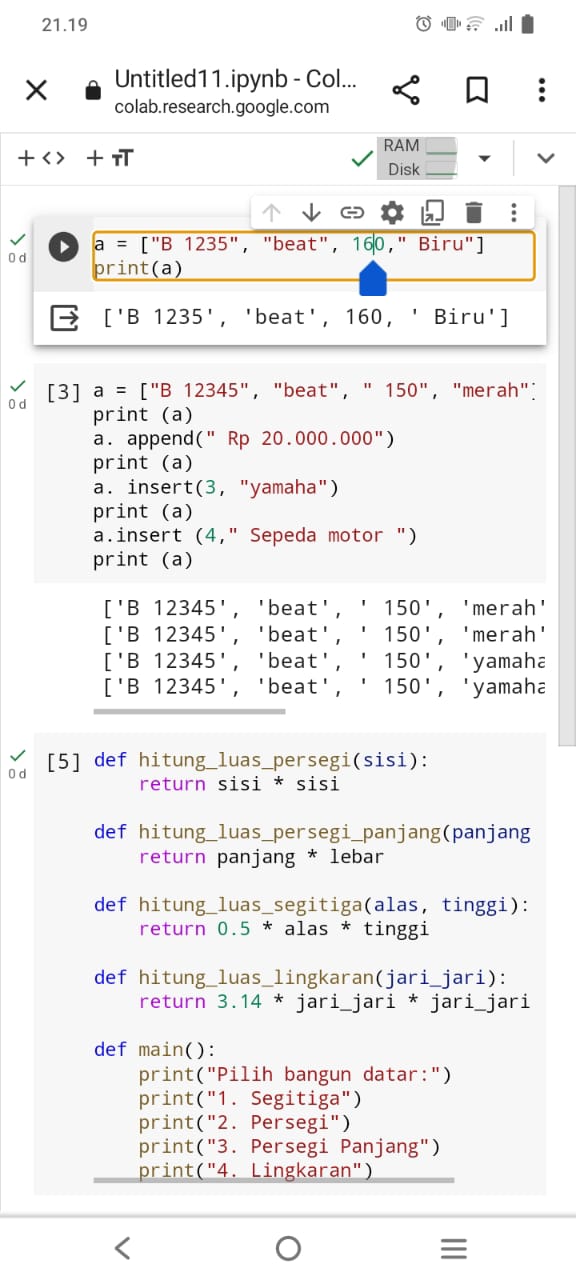 21.19
Untitled11.ipynb - Col...
colab.research.google.com
+ <> + TT
RAM
Disk
0 d
a = ["B 1235", "beat", 160," Biru"]
print(a)
['B 1235', 'beat', 160, ' Biru']
0 d
[3] a = ["B 12345", "beat", " 150", "merah"]
print (a)
a. append(" Rp 20.000.000")
print (a)
a. insert(3, "yamaha")
print (a)
a.insert (4," Sepeda motor ")
print (a)
['B 12345', 'beat', ' 150', 'merah'
['B 12345', 'beat', ' 150', 'merah'
['B 12345', 'beat', ' 150', 'yamaha
['B 12345', 'beat', ' 150', 'yamaha
0 d
[5] def hitung_luas_persegi(sisi):
return sisi * sisi
def hitung_luas_persegi_panjang(panjang
return panjang * lebar
def hitung_luas_segitiga(alas, tinggi):
return 0.5 * alas * tinggi
def hitung_luas_lingkaran(jari_jari):
return 3.14 * jari_jari * jari_jari
def main():
print("Pilih bangun datar:")
print("1. Segitiga")
print("2. Persegi")
print("3. Persegi Panjang")
print("4. Lingkaran")